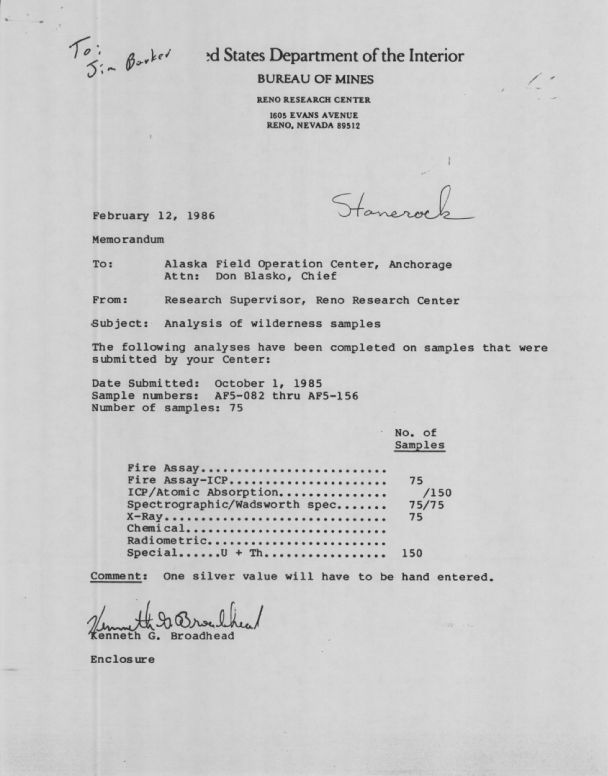 To:
Jim Barker
ed States Department of the Interior
BUREAU OF MINES
RENO RESEARCH CENTER
1605 EVANS AVENUE
RENO, NEVADA 89512
Stonerock
February 12, 1986
Memorandum
To: Alaska Field Operation Center, Anchorage
Attn: Don Blasko, Chief
From: Research Supervisor, Reno Research Center
Subject: Analysis of wilderness samples
The following analyses have been completed on samples that were
submitted by your Center:
Date Submitted: October 1, 1985
Sample numbers: AF5-082 thru AF5-156
Number of samples: 75
No. of
Samples
Fire Assay..........................
Fire Assay-ICP...................... 75
ICP/Atomic Absorption............... /150
Spectrographic/Wadsworth spec....... 75/75
X-Ray............................... 75
Chemical............................
Radiometric.........................
Special......U + Th................. 150
Comment: One silver value will have to be hand entered.
Kenneth G Broadhead
Kenneth G. Broadhead
Enclosure